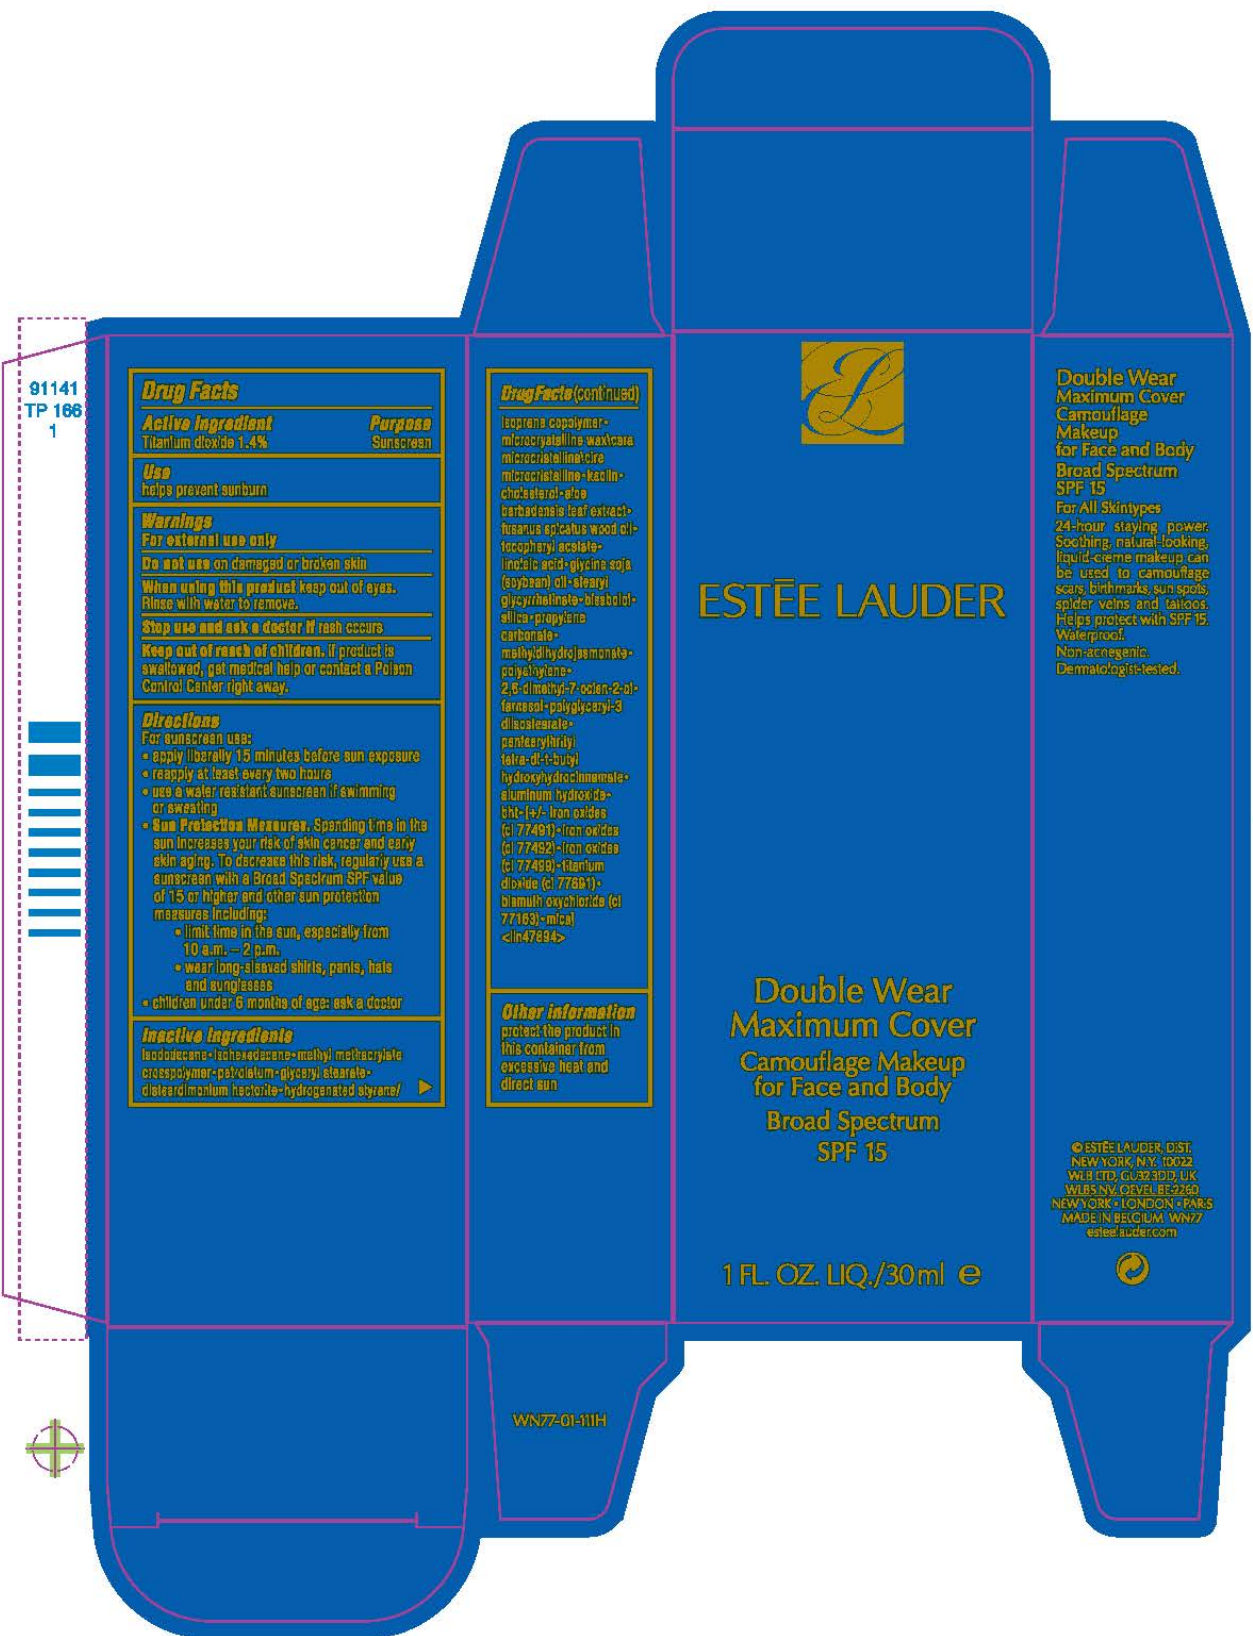 91141
TP 166
1
Drug Facts
Active Ingredient Purpose
Titanium dioxide 1.4% Sunscreen
Use
helps prevent sunburn
Warnings
For external use only
Do not use on damaged or broken skin
When using this product keep out of eyes.
Rinse with water to remove.
Stop use and ask a doctor if rash occurs
Keep out of reach of children. If product is
swallowed, get medical help or contact a Poison
Control Center right away.
Directions
For sunscreen use:
• apply liberally 15 minutes before sun exposure
• reapply at least every two hours
• use a water resistant sunscreen if swimming
or sweating
• Sun Protection Measures. Spending time in the
sun increases your risk of skin cancer and early
skin aging. To decrease this risk, regularly use a
sunscreen with a Broad Spectrum SPF value
of 15 or higher and other sun protection
measures including:
• limit time in the sun, especially from
10 a.m. – 2 p.m.
• wear long-sleeved shirts, pants, hats
and sunglasses
• children under 6 months of age: ask a doctor
Inactive Ingredients
isododecane•isohexadecane•methyl methacrylate
crosspolymer•petrolatum•glyceryl stearate•
disteardimonium hectorite•hydrogenated styrene/
Drug Facts (continued)
isoprene copolymer•
microcrystalline wax\cera
microcristallina\cire
microcristalline•kaolin•
cholesterol•aloe
barbadensis leaf extract•
fusanus spicatus wood oil•
tocopheryl acetate•
linoleic acid•glycine soja
(soybean) oil•stearyl
glycyrrhetinate•bisabolol•
silica•propylene
carbonate•
methyldihydrojasmonate•
polyethylene•
2,6-dimethyl-7-octen-2-ol•
farnesol•polyglyceryl-3
diisostearate•
pentaerythrityl
tetra-di-t-butyl
hydroxyhydrocinnamate•
aluminum hydroxide•
bht•[+/- iron oxides
(ci 77491)•iron oxides
(ci 77492)•iron oxides
(ci 77499)•titanium
dioxide (ci 77891)•
bismuth oxychloride (ci
77163)•mica]
<iln47894>
Other information
protect the product in
this container from
excessive heat and
direct sun
WN77-01-111H
ESTĒE LAUDER
Double Wear
Maximum Cover
Camouflage Makeup
for Face and Body
Broad Spectrum
SPF 15
1 FL. OZ. LIQ./30ml ℮
Double Wear
Maximum Cover
Camouflage
Makeup
for Face and Body
Broad Spectrum
SPF 15
For All Skintypes
24-hour staying power.
Soothing, natural-looking,
liquid-creme makeup can
be used to camouflage
scars, birthmarks, sun spots,
spider veins and tattoos.
Helps protect with SPF 15.
Waterproof.
Non-acnegenic.
Dermatologist-tested.
© ESTĒE LAUDER, DIST.
NEW YORK, N.Y. 10022
WLB LTD, GU32 3DD, UK
WLBS NV, OEVEL BE-2260
NEW YORK • LONDON • PARIS
MADE IN BELGIUM WN77
esteelauder.com